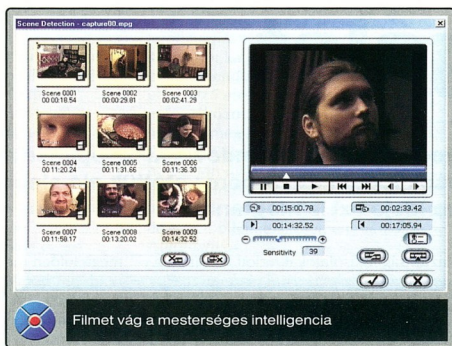 Scene Detection - capture00.mpg
Scene 0001
00:00:18.54
Scene 0002
00:00:29.81
Scene 0003
00:02:41.29
Scene 0004
00:11:20.24
Scene 0005
00:11:31.66
Scene 0006
00:11:36.30
Scene 0007
00:11:58.17
Scene 0008
00:13:20.02
Scene 0009
00:14:32.52
00:15:00.78
00:02:33.42
00:14:32.52
00:17:05.94
Sensitivity 39
Filmet vág a mesterséges intelligencia